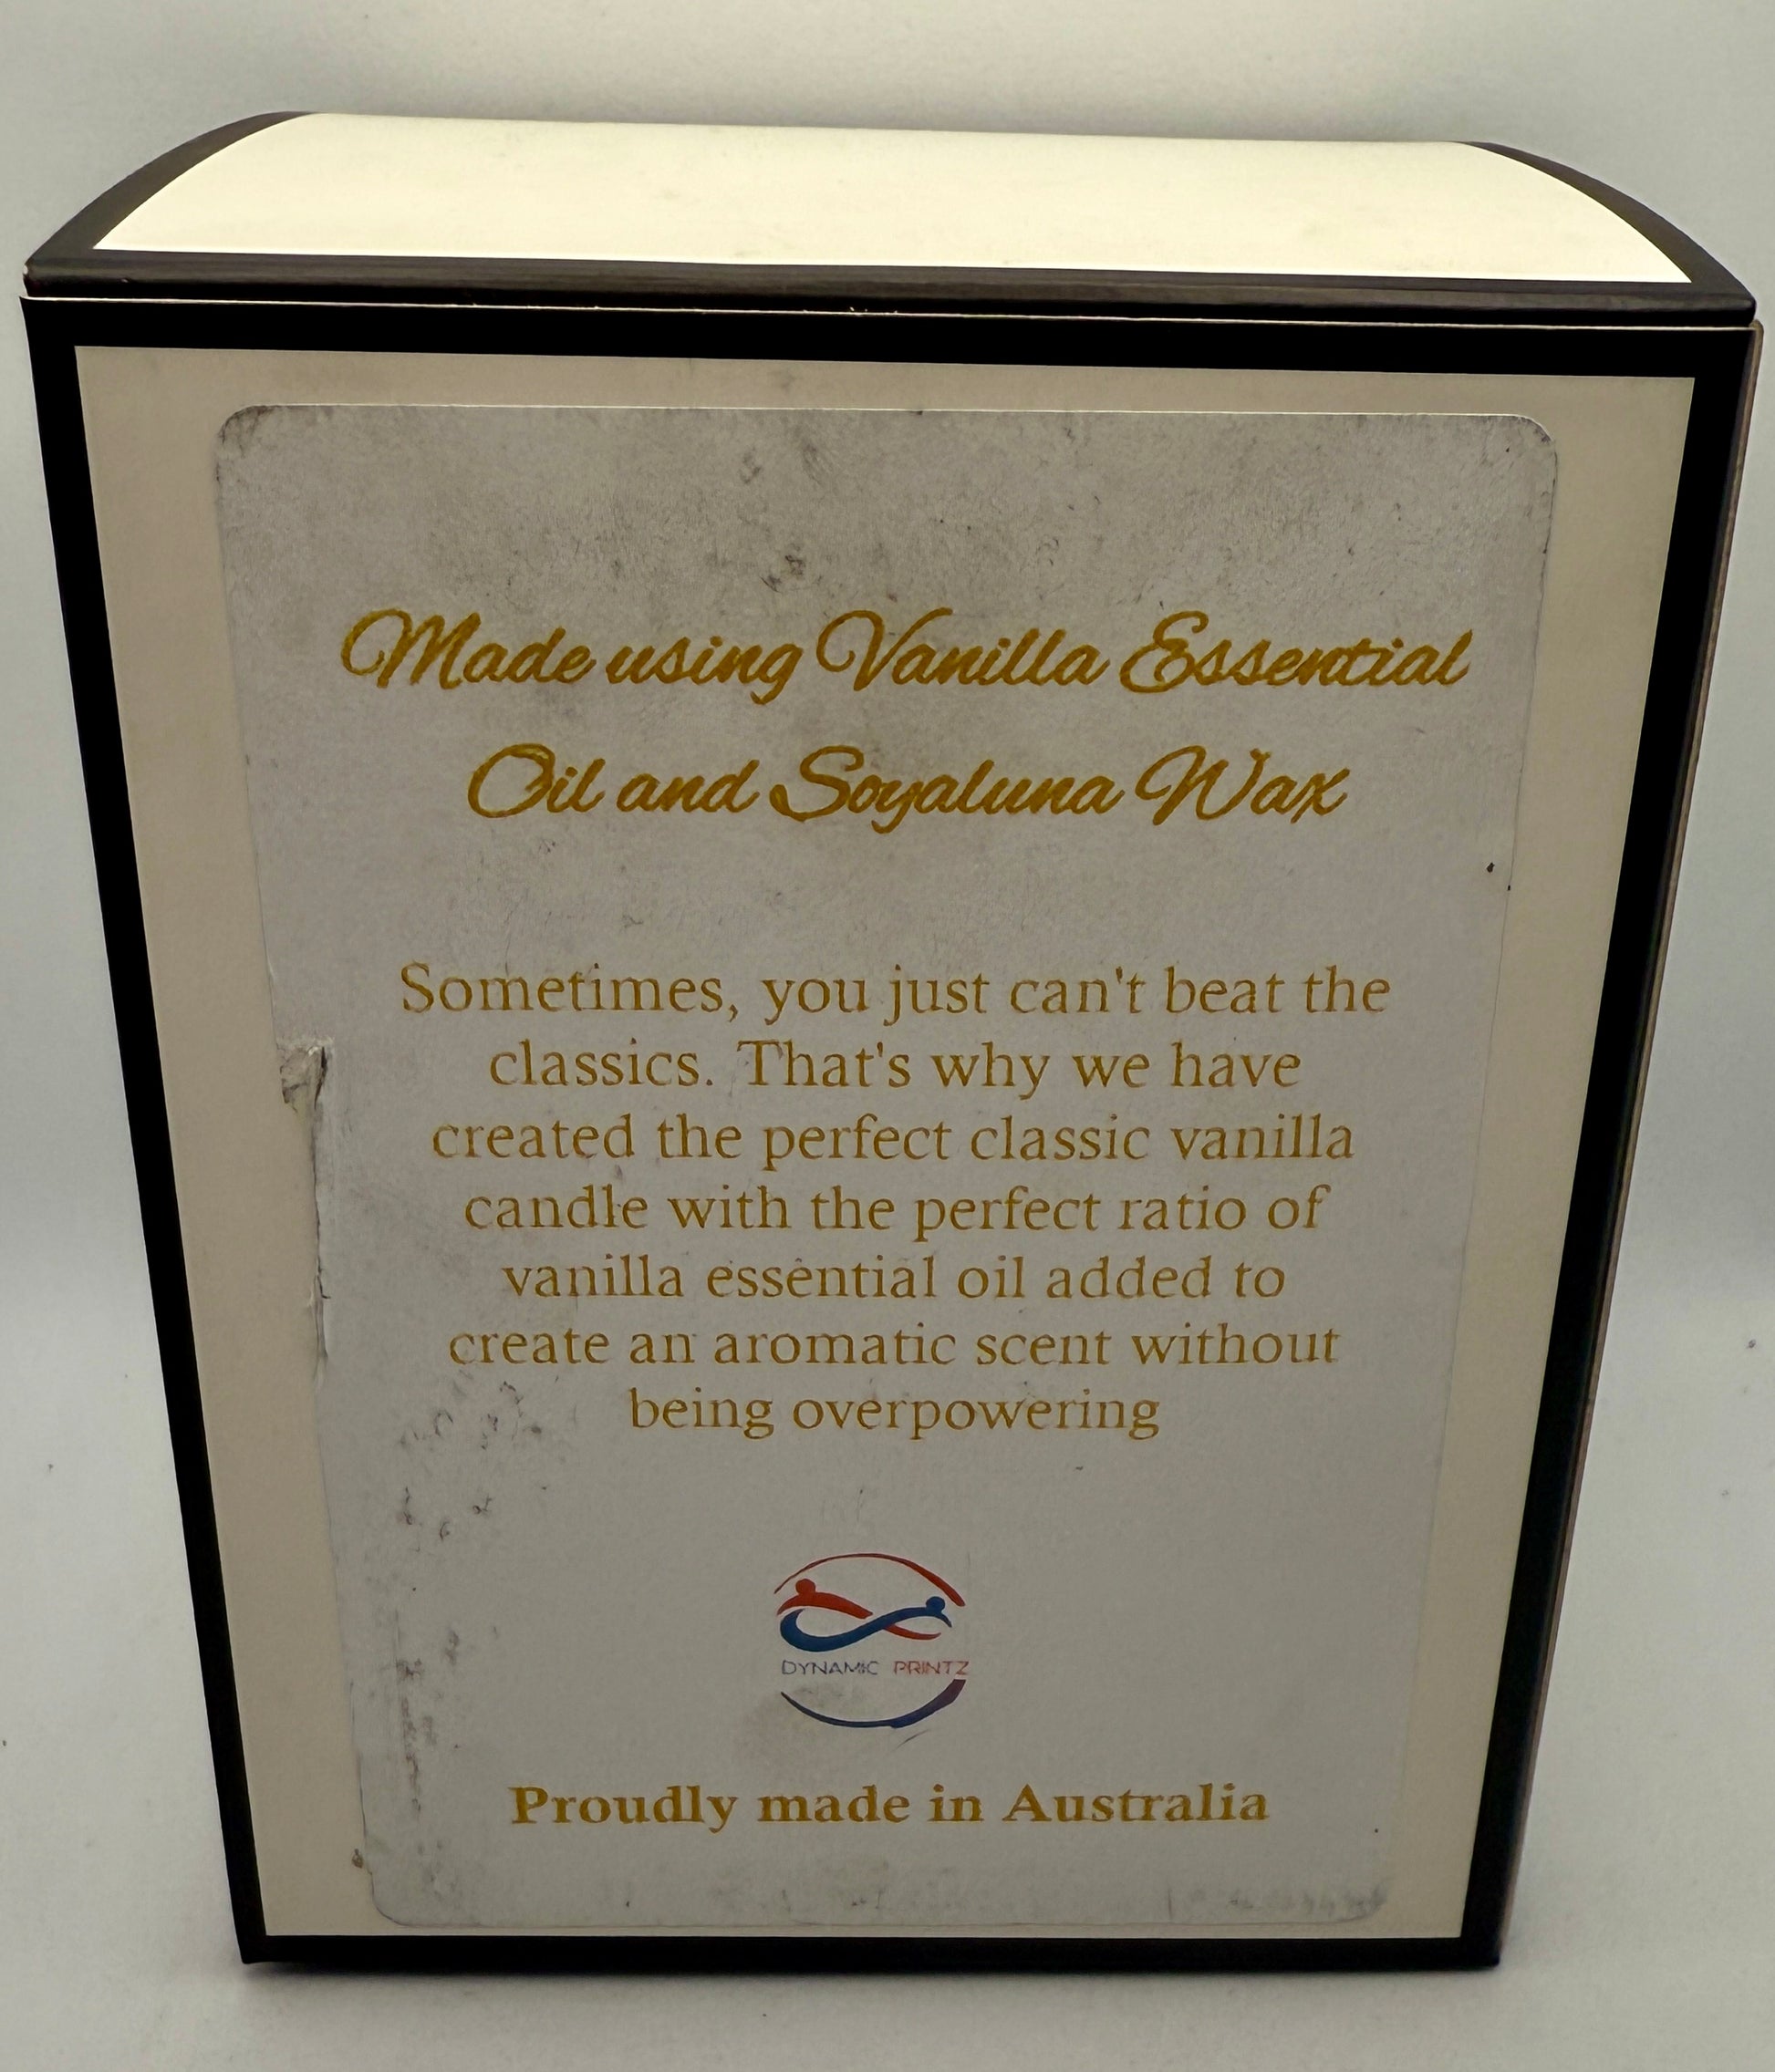 Made using Vanilla Essential
Oil and Soyaluna Wax
Sometimes, you just can't beat the
classics. That's why we have
created the perfect classic vanilla
candle with the perfect ratio of
vanilla essential oil added to
create an aromatic scent without
being overpowering
DYNAMIC PRINTZ
Proudly made in Australia